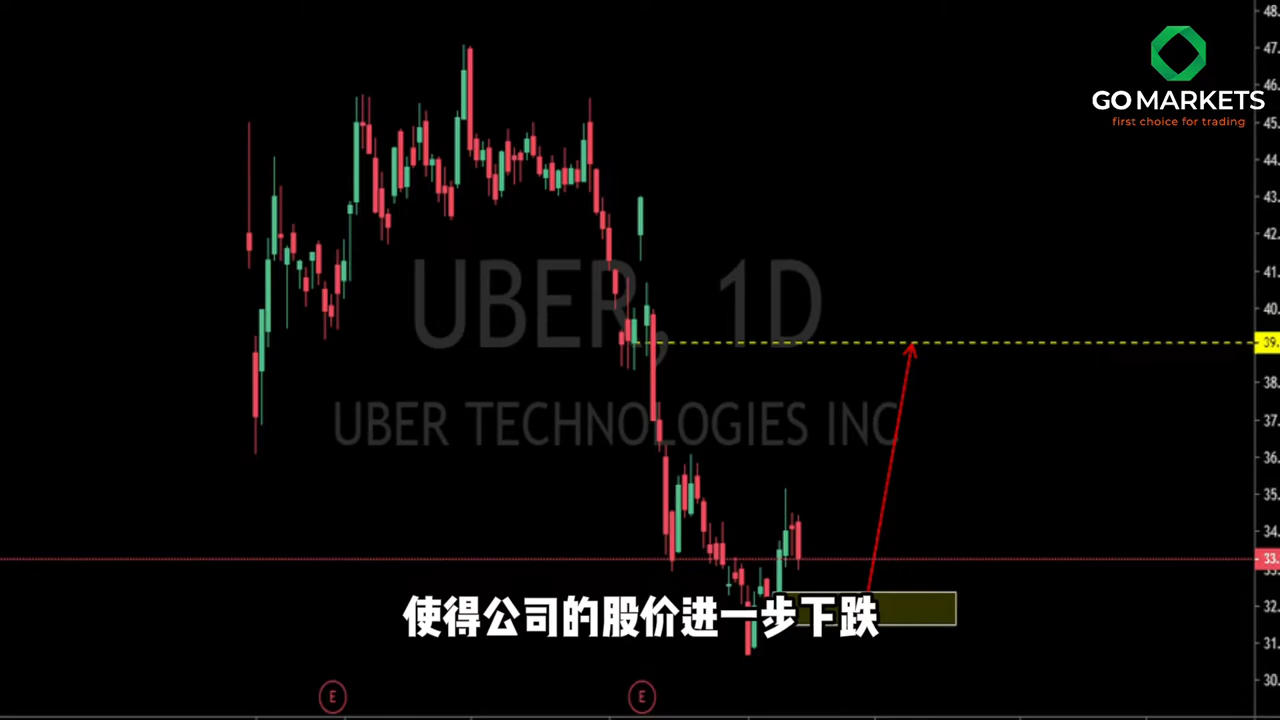 GO MARKETS
first choice for trading
UBER, 1D
UBER TECHNOLOGIES INC
使得公司的股价进一步下跌
E
E
48.
47.
46.
45.
44.
43.
42.
41.
40.
39.
38.
37.
36.
35.
34.
33.
32.
31.
30.